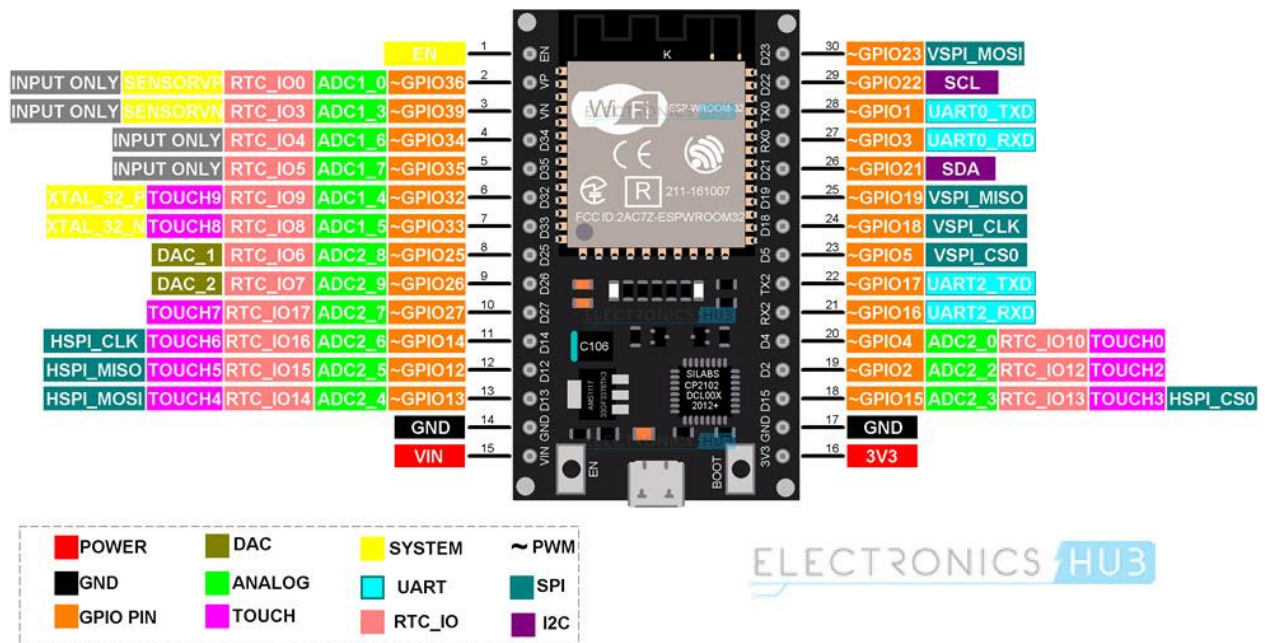 EN 1 EN
INPUT ONLY SENSORVP RTC_IO0 ADC1_0 ~GPIO36 2 VP
INPUT ONLY SENSORVN RTC_IO3 ADC1_3 ~GPIO39 3 VN
INPUT ONLY RTC_IO4 ADC1_6 ~GPIO34 4 D34
INPUT ONLY RTC_IO5 ADC1_7 ~GPIO35 5 D35
XTAL_32_P TOUCH9 RTC_IO9 ADC1_4 ~GPIO32 6 D32
XTAL_32_N TOUCH8 RTC_IO8 ADC1_5 ~GPIO33 7 D33
DAC_1 RTC_IO6 ADC2_8 ~GPIO25 8 D25
DAC_2 RTC_IO7 ADC2_9 ~GPIO26 9 D26
TOUCH7 RTC_IO17 ADC2_7 ~GPIO27 10 D27
HSPI_CLK TOUCH6 RTC_IO16 ADC2_6 ~GPIO14 11 D14
HSPI_MISO TOUCH5 RTC_IO15 ADC2_5 ~GPIO12 12 D12
HSPI_MOSI TOUCH4 RTC_IO14 ADC2_4 ~GPIO13 13 D13
GND 14 GND
VIN 15 VIN
K
Wi Fi ESP-WROOM-32
CE
R 211-161007
FCC ID:2AC7Z-ESPWROOM32
ELECTRONICS HUB
C106
AMS1117
SILABS
CP2102
DCL00X
2012+
EN
BOOT
D23 30 ~GPIO23 VSPI_MOSI
D22 29 ~GPIO22 SCL
TX0 28 ~GPIO1 UART0_TXD
RX0 27 ~GPIO3 UART0_RXD
D21 26 ~GPIO21 SDA
D19 25 ~GPIO19 VSPI_MISO
D18 24 ~GPIO18 VSPI_CLK
D5 23 ~GPIO5 VSPI_CS0
TX2 22 ~GPIO17 UART2_TXD
RX2 21 ~GPIO16 UART2_RXD
D4 20 ~GPIO4 ADC2_0 RTC_IO10 TOUCH0
D2 19 ~GPIO2 ADC2_2 RTC_IO12 TOUCH2
D15 18 ~GPIO15 ADC2_3 RTC_IO13 TOUCH3 HSPI_CS0
GND 17 GND
3V3 16 3V3
POWER DAC SYSTEM ~ PWM
GND ANALOG UART SPI
GPIO PIN TOUCH RTC_IO I2C
ELECTRONICS HUB